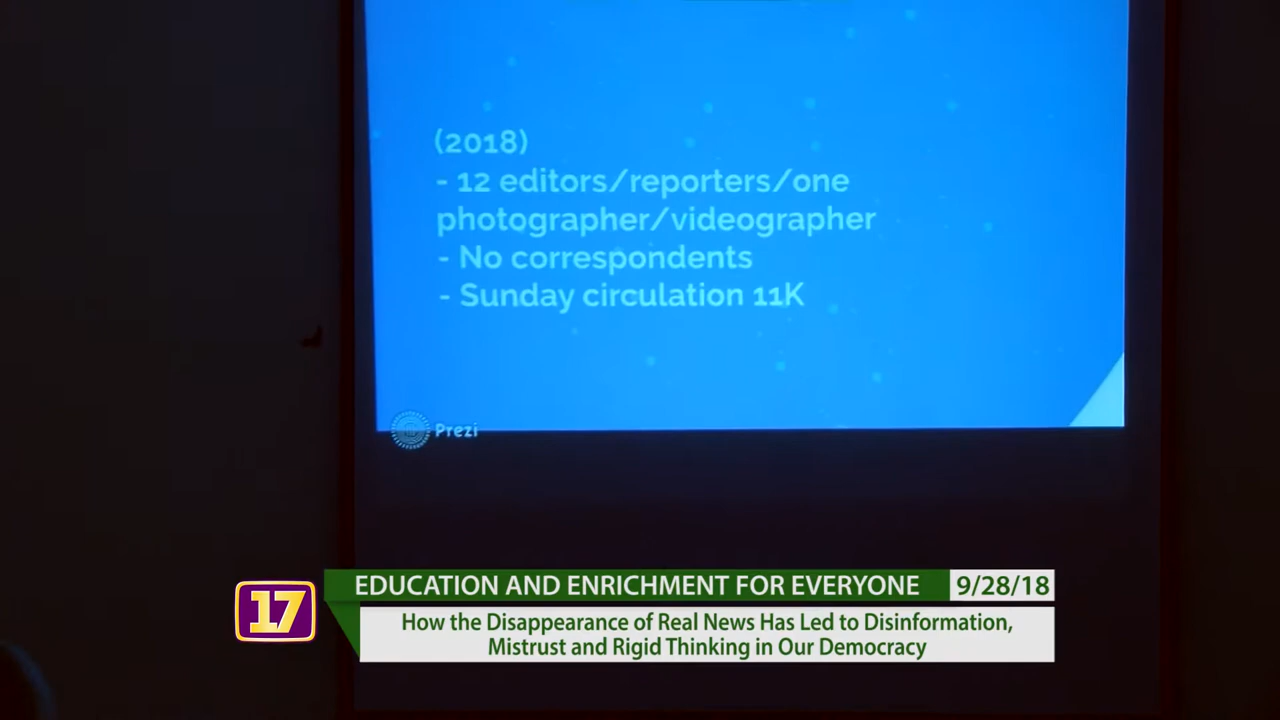 (2018)
- 12 editors/reporters/one
photographer/videographer
- No correspondents
- Sunday circulation 11K
Prezi
17
EDUCATION AND ENRICHMENT FOR EVERYONE
9/28/18
How the Disappearance of Real News Has Led to Disinformation,
Mistrust and Rigid Thinking in Our Democracy